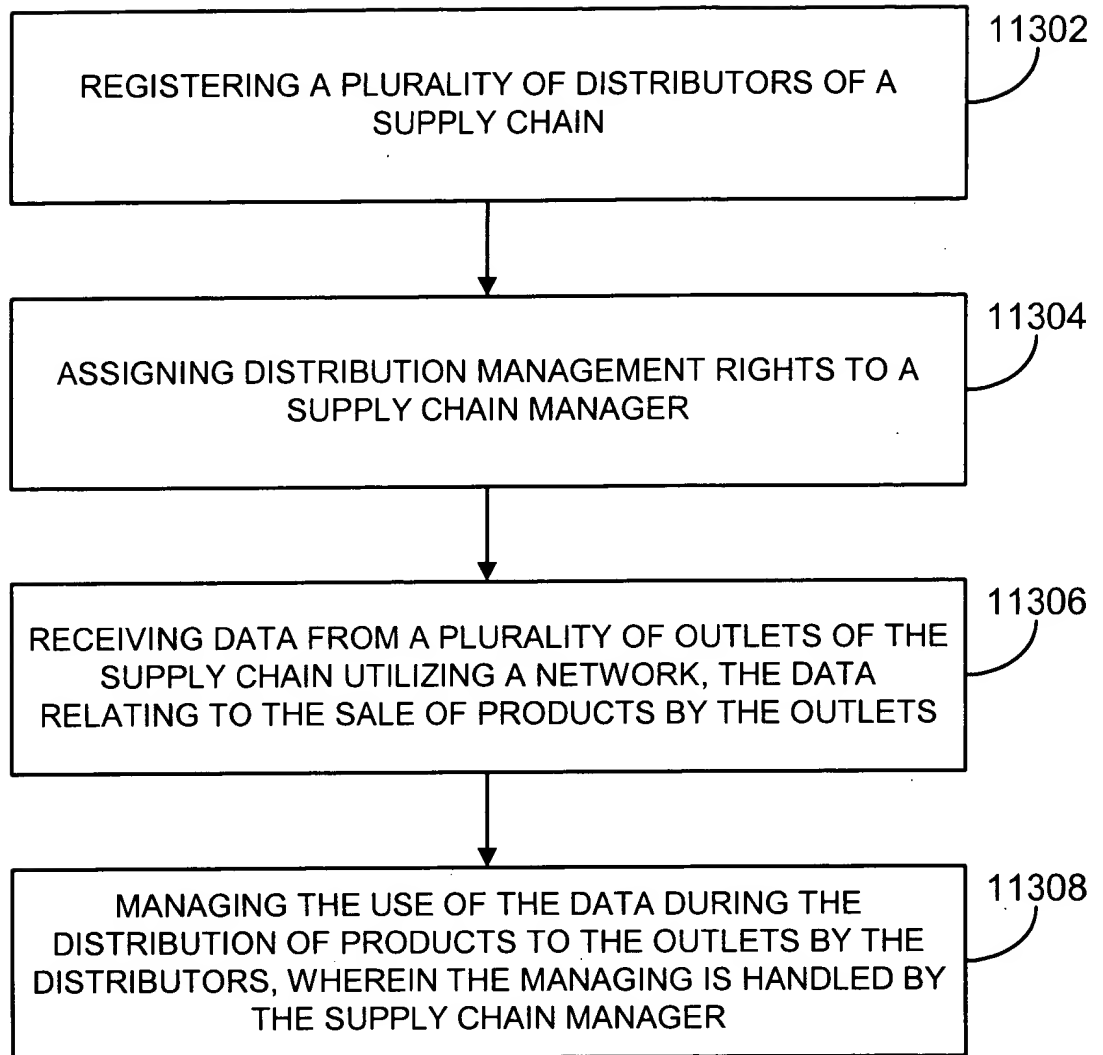 11302
REGISTERING A PLURALITY OF DISTRIBUTORS OF A
SUPPLY CHAIN
11304
ASSIGNING DISTRIBUTION MANAGEMENT RIGHTS TO A
SUPPLY CHAIN MANAGER
11306
RECEIVING DATA FROM A PLURALITY OF OUTLETS OF THE
SUPPLY CHAIN UTILIZING A NETWORK, THE DATA
RELATING TO THE SALE OF PRODUCTS BY THE OUTLETS
11308
MANAGING THE USE OF THE DATA DURING THE
DISTRIBUTION OF PRODUCTS TO THE OUTLETS BY THE
DISTRIBUTORS, WHEREIN THE MANAGING IS HANDLED BY
THE SUPPLY CHAIN MANAGER